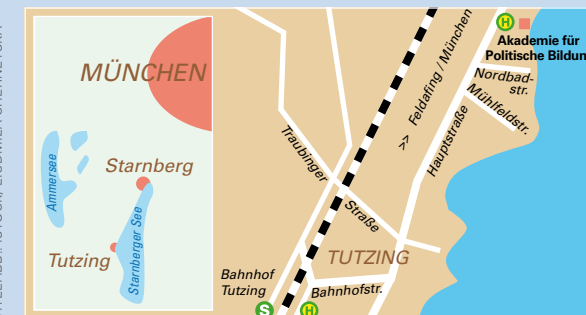 MÜNCHEN
Starnberg
Ammersee
Starnberger See
Tutzing
H
Akademie für
Politische Bildun
Nordbad-
str.
Mühlfeldstr.
>> Feldafing / München
Hauptstraße
Traubinger
Straße
TUTZING
Bahnhof
Tutzing
Bahnhofstr.
S
H